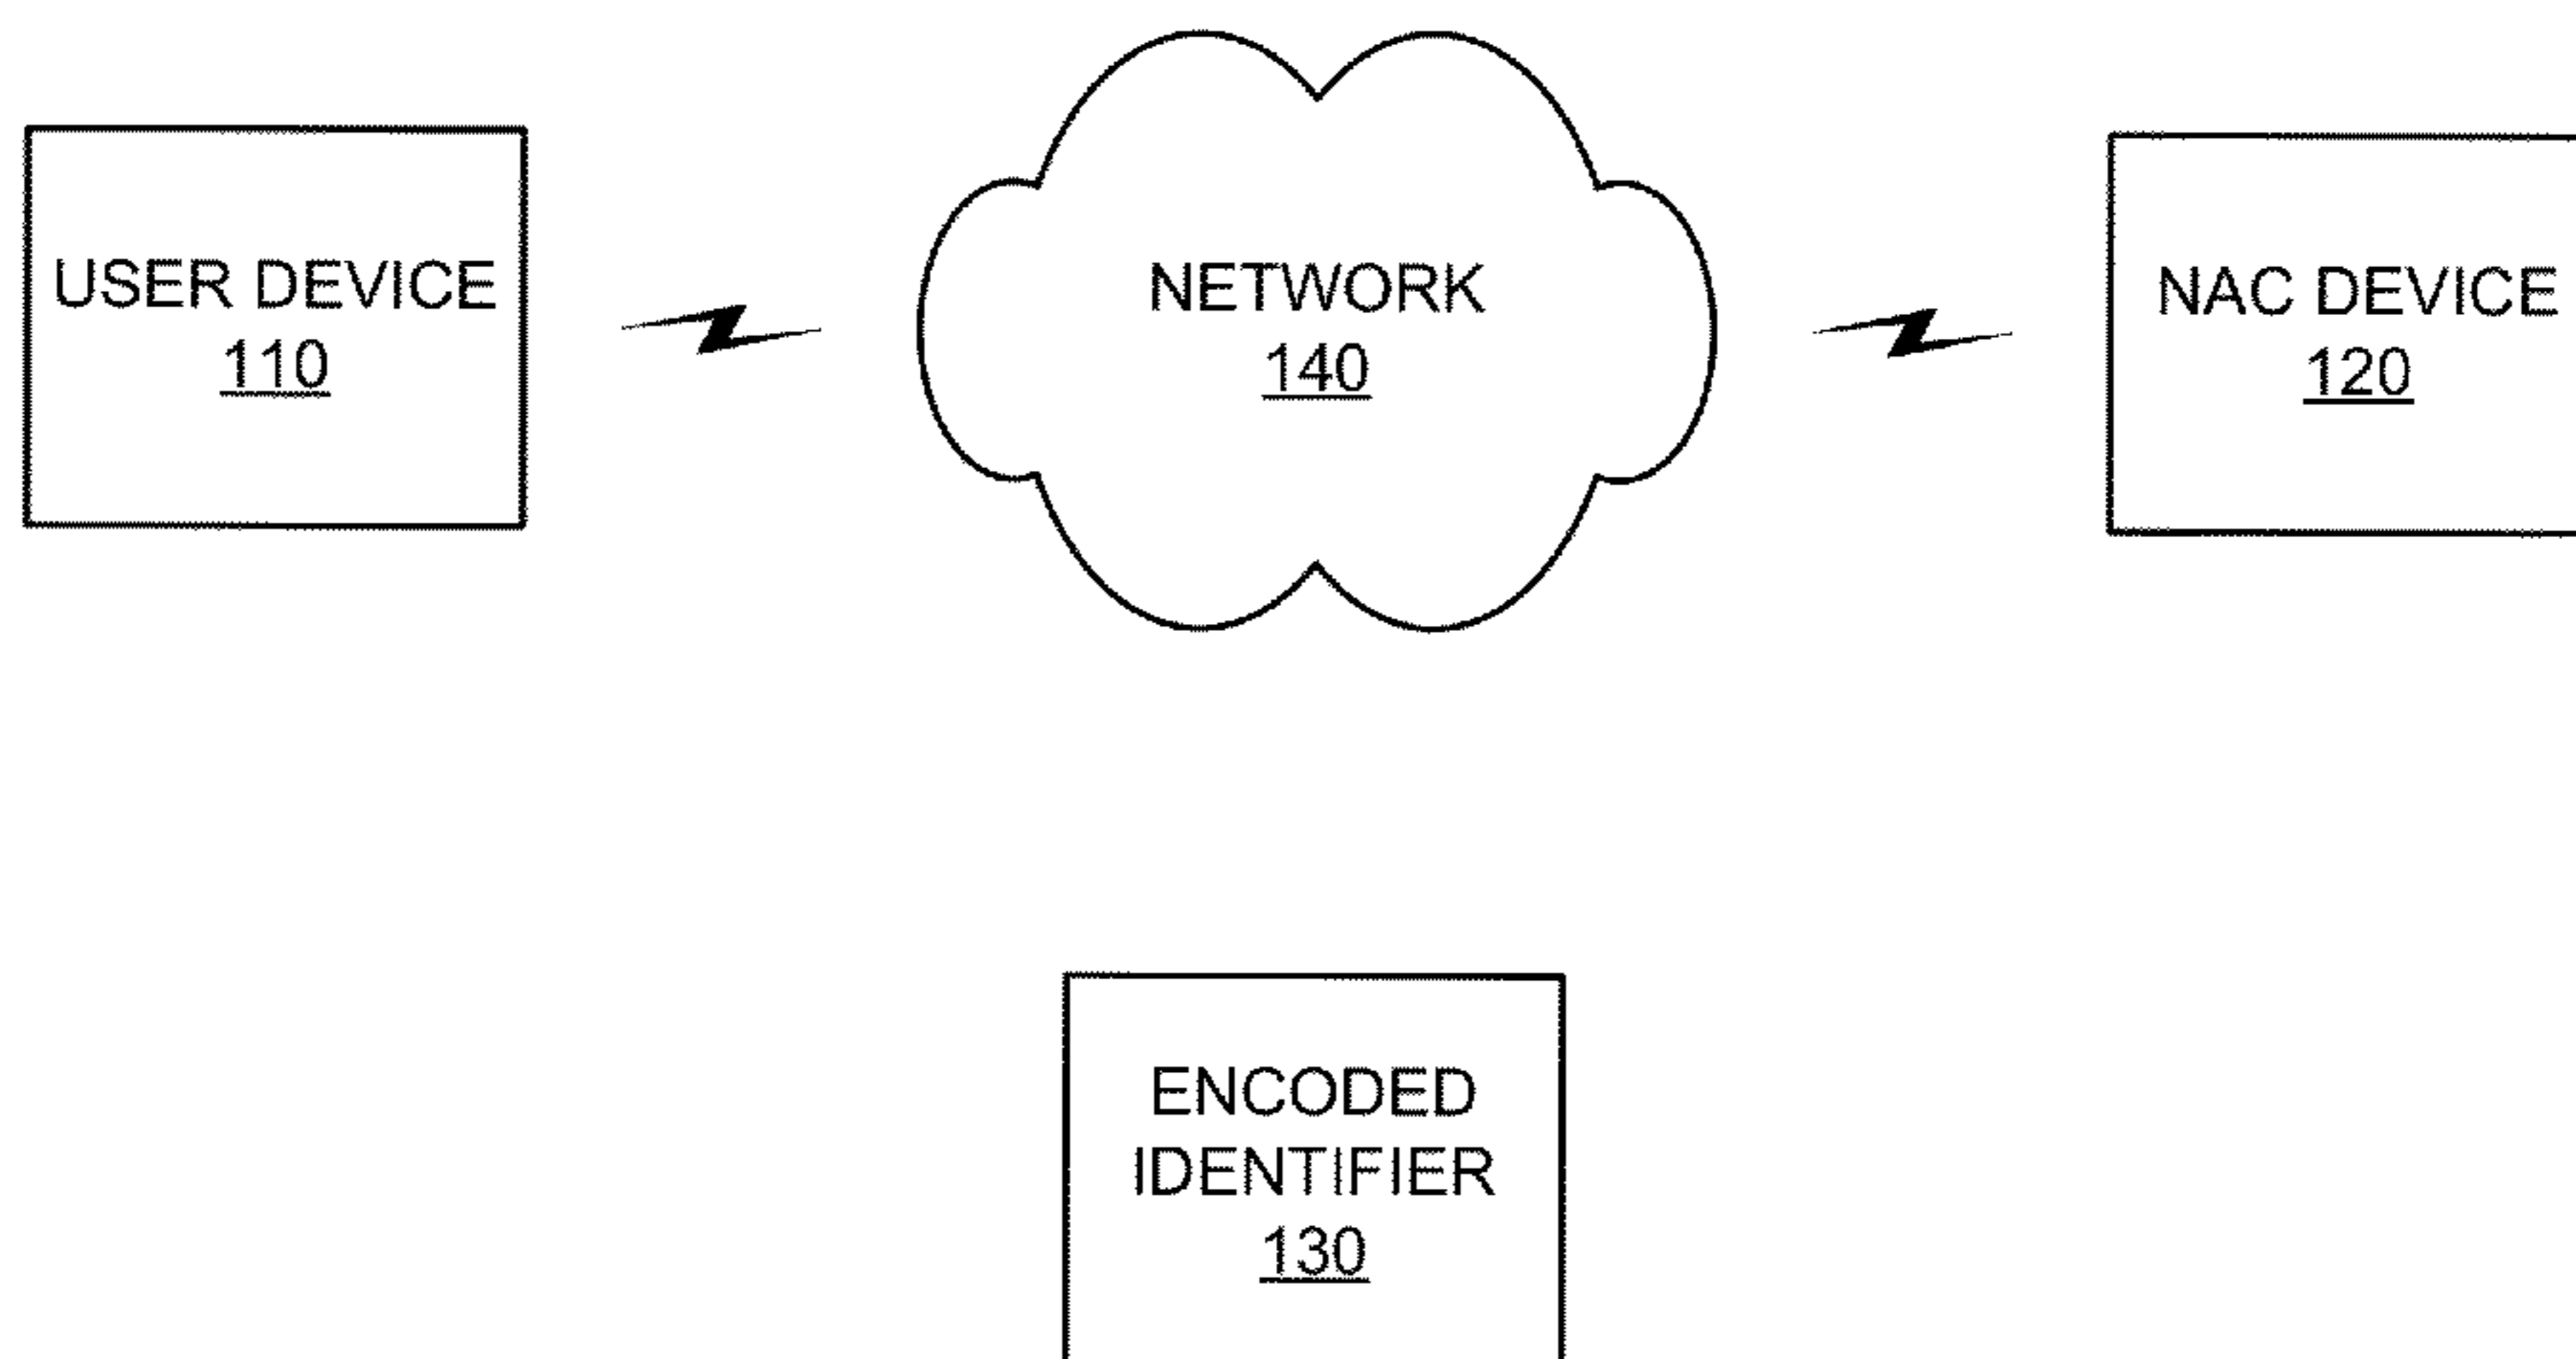 USER DEVICE
110
NETWORK
140
NAC DEVICE
120
ENCODED
IDENTIFIER
130